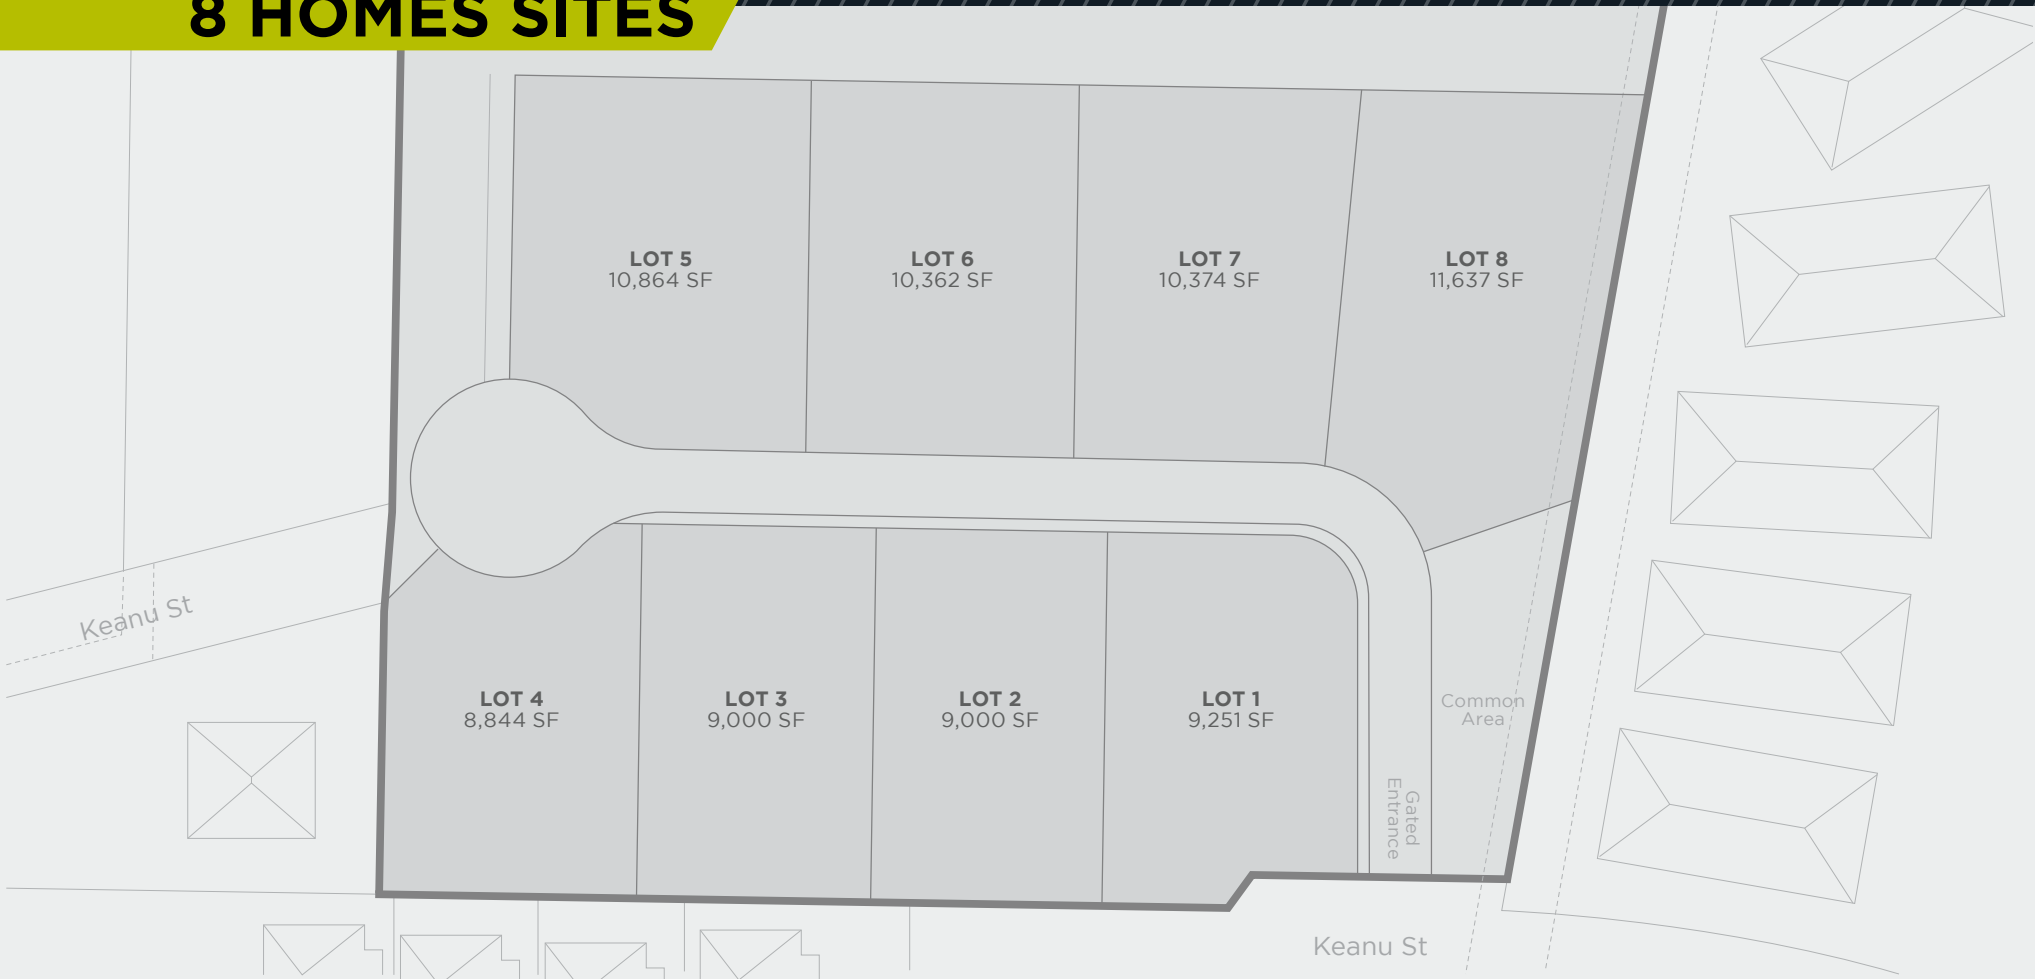 8 HOMES SITES
LOT 5
10,864 SF
LOT 6
10,362 SF
LOT 7
10,374 SF
LOT 8
11,637 SF
Keanu St
LOT 4
8,844 SF
LOT 3
9,000 SF
LOT 2
9,000 SF
LOT 1
9,251 SF
Common
Area
Gated
Entrance
Keanu St